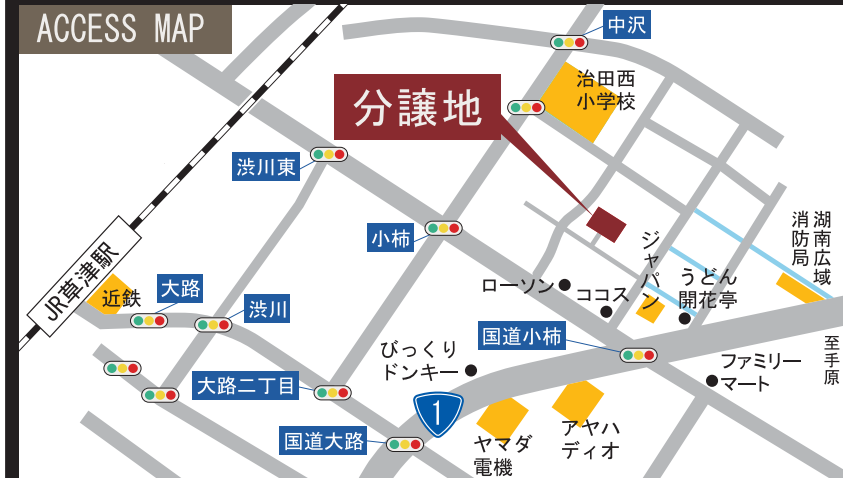 ACCESS MAP
中沢
治田西
小学校
分譲地
渋川東
小柿
JR草津駅
近鉄
大路
渋川
ローソン
ココス
ジャパン
うどん
開花亭
湖南広域
消防局
国道小柿
びっくり
ドンキー
至手原
ファミリー
マート
大路二丁目
1
国道大路
ヤマダ
電機
アヤハ
ディオ